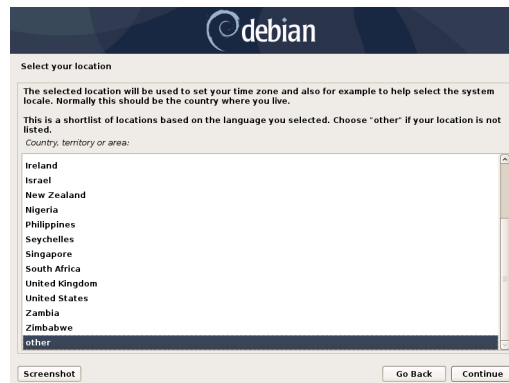 debian
Select your location
The selected location will be used to set your time zone and also for example to help select the system
locale. Normally this should be the country where you live.
This is a shortlist of locations based on the language you selected. Choose "other" if your location is not
listed.
Country, territory or area:
Ireland
Israel
New Zealand
Nigeria
Philippines
Seychelles
Singapore
South Africa
United Kingdom
United States
Zambia
Zimbabwe
other
Screenshot
Go Back
Continue